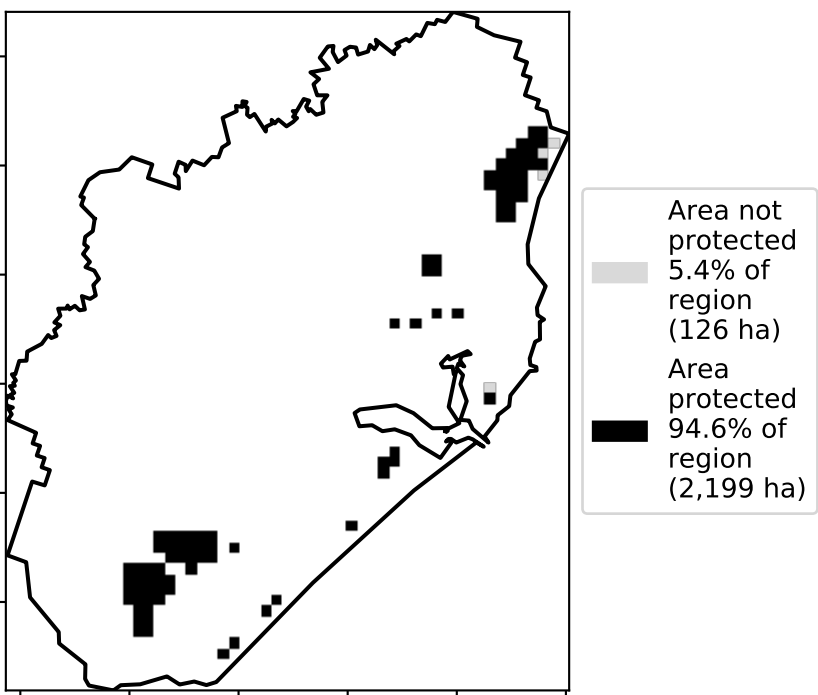 Area not
protected
5.4% of
region
(126 ha)
Area
protected
94.6% of
region
(2,199 ha)